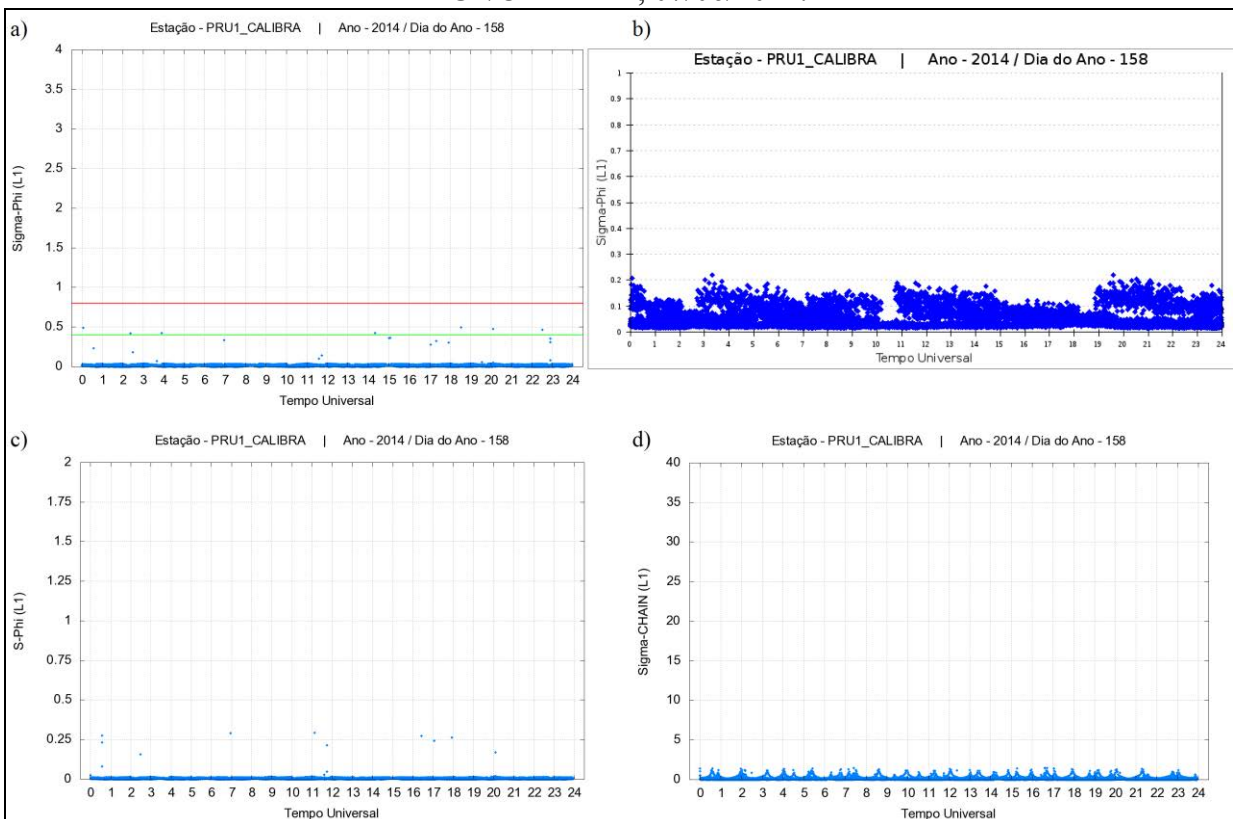 a)
Estação - PRU1_CALIBRA | Ano - 2014 / Dia do Ano - 158
4
3.5
3
2.5
2
1.5
1
0.5
0
Sigma-Phi (L1)
0 1 2 3 4 5 6 7 8 9 10 11 12 13 14 15 16 17 18 19 20 21 22 23 24
Tempo Universal
b)
Estação - PRU1_CALIBRA | Ano - 2014 / Dia do Ano - 158
1
0.9
0.8
0.7
0.6
0.5
0.4
0.3
0.2
0.1
0
Sigma-Phi (L1)
0 1 2 3 4 5 6 7 8 9 10 11 12 13 14 15 16 17 18 19 20 21 22 23 24
Tempo Universal
c)
Estação - PRU1_CALIBRA | Ano - 2014 / Dia do Ano - 158
2
1.75
1.5
1.25
1
0.75
0.5
0.25
0
S-Phi (L1)
0 1 2 3 4 5 6 7 8 9 10 11 12 13 14 15 16 17 18 19 20 21 22 23 24
Tempo Universal
d)
Estação - PRU1_CALIBRA | Ano - 2014 / Dia do Ano - 158
40
35
30
25
20
15
10
5
0
Sigma-CHAIN (L1)
0 1 2 3 4 5 6 7 8 9 10 11 12 13 14 15 16 17 18 19 20 21 22 23 24
Tempo Universal